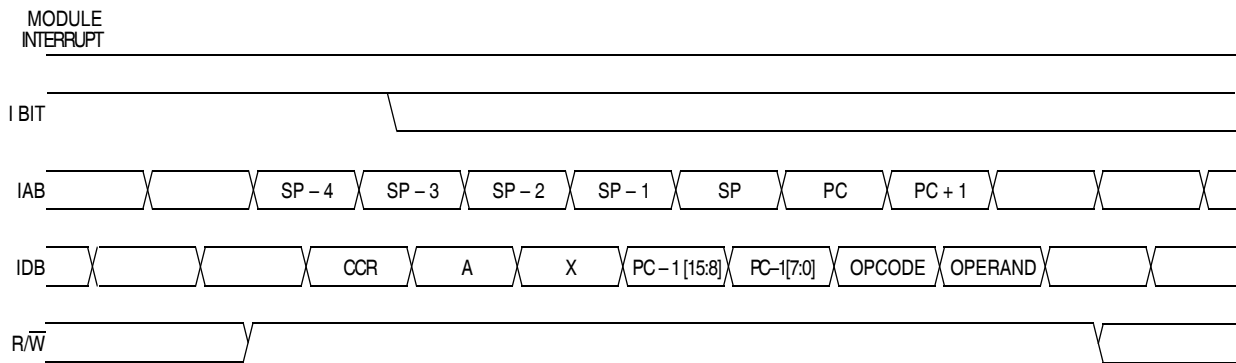 MODULE
INTERRUPT
I BIT
IAB SP – 4 SP – 3 SP – 2 SP – 1 SP PC PC + 1
IDB CCR A X PC – 1 [15:8] PC–1[7:0] OPCODE OPERAND
R/W̅